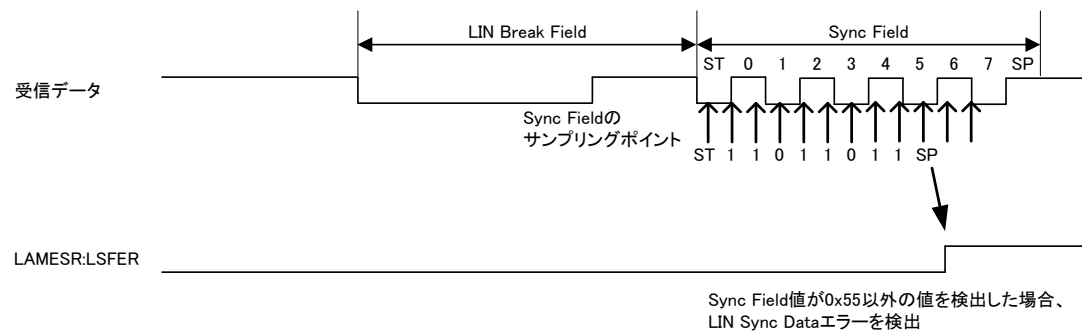 LIN Break Field
Sync Field
ST 0 1 2 3 4 5 6 7 SP
受信データ
Sync Fieldの
サンプリングポイント
ST 1 1 0 1 1 0 1 1 SP
LAMESR:LSFER
Sync Field値が0x55以外の値を検出した場合、
LIN Sync Dataエラーを検出